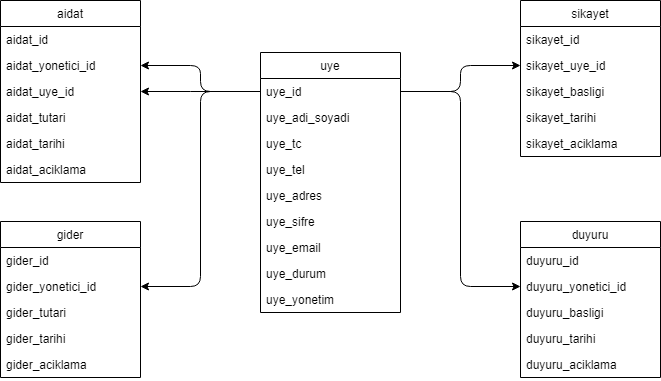 aidat
aidat_id
aidat_yonetici_id
aidat_uye_id
aidat_tutari
aidat_tarihi
aidat_aciklama
gider
gider_id
gider_yonetici_id
gider_tutari
gider_tarihi
gider_aciklama
uye
uye_id
uye_adi_soyadi
uye_tc
uye_tel
uye_adres
uye_sifre
uye_email
uye_durum
uye_yonetim
sikayet
sikayet_id
sikayet_uye_id
sikayet_basligi
sikayet_tarihi
sikayet_aciklama
duyuru
duyuru_id
duyuru_yonetici_id
duyuru_basligi
duyuru_tarihi
duyuru_aciklama